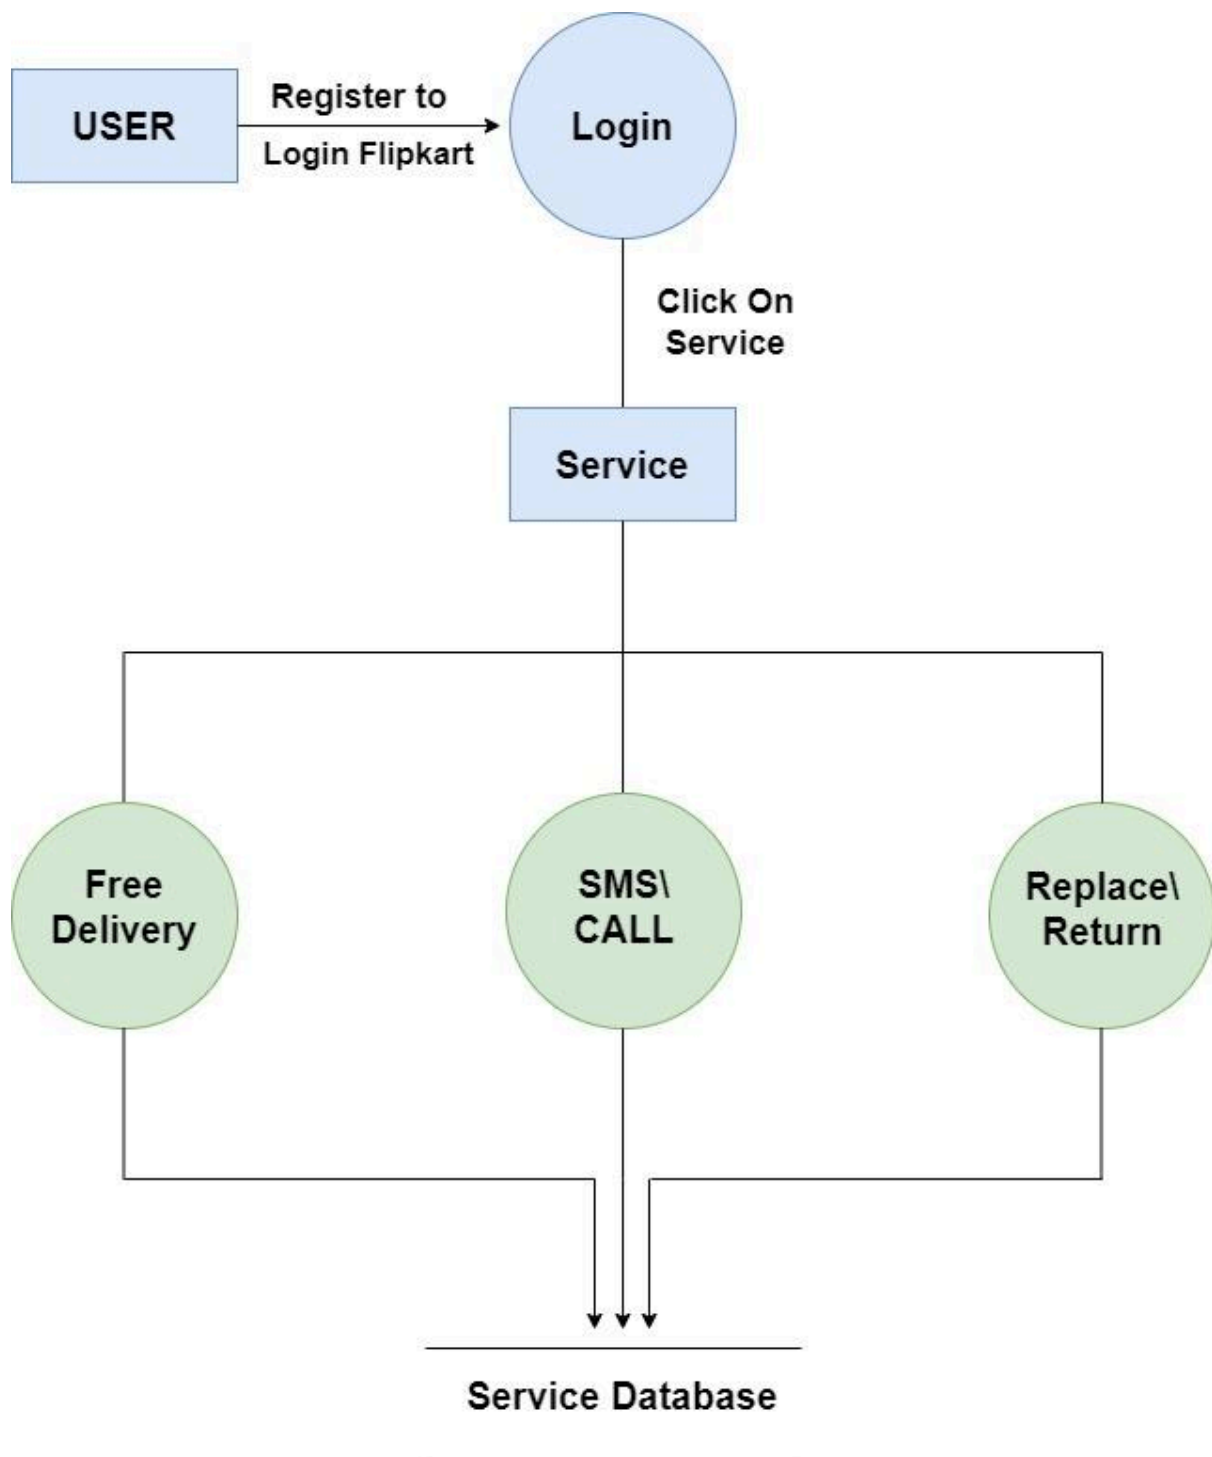 USER
Register to
Login Flipkart
Login
Click On
Service
Service
Free
Delivery
SMS\
CALL
Replace\
Return
Service Database